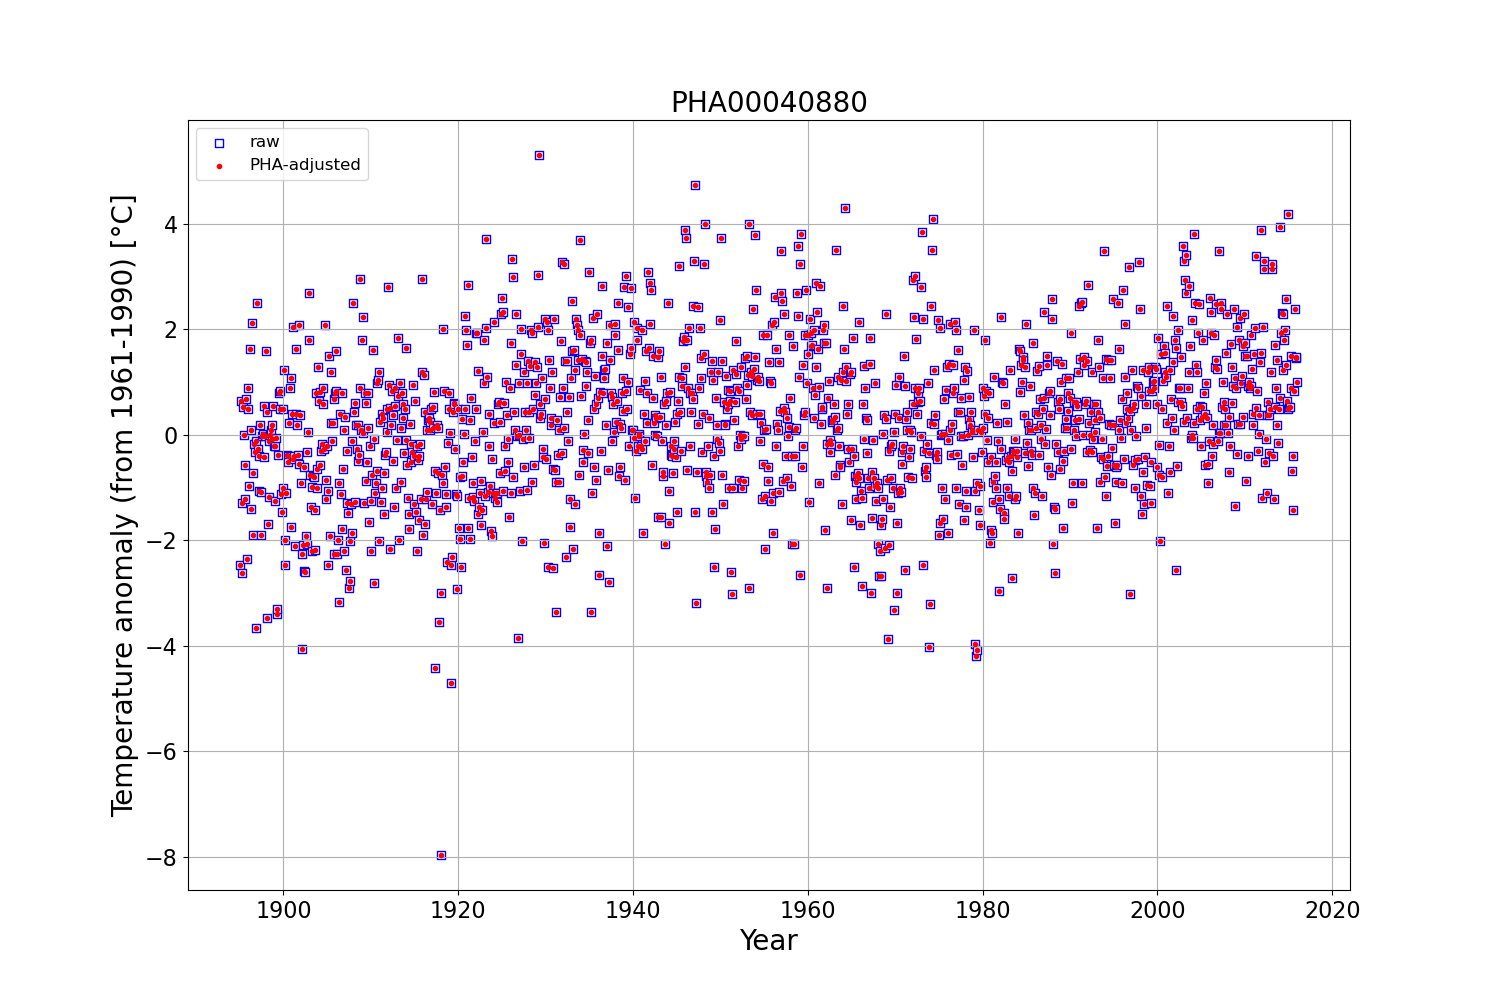 PHA00040880
raw
PHA-adjusted
Temperature anomaly (from 1961-1990) [°C]
4
2
0
−2
−4
−6
−8
1900 1920 1940 1960 1980 2000 2020
Year